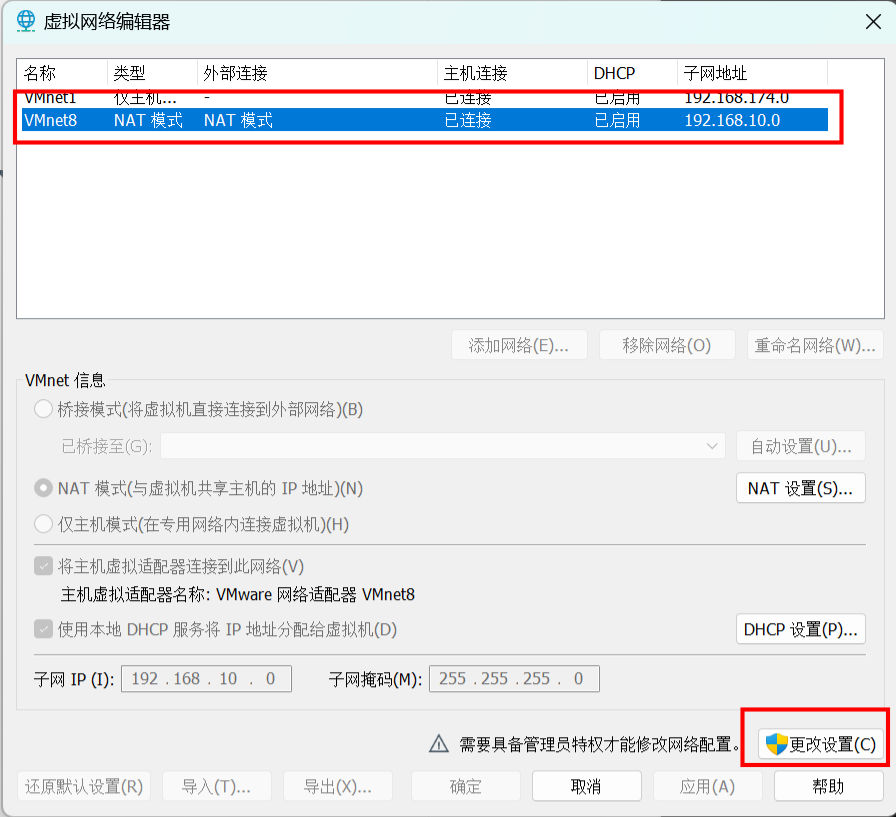 虚拟网络编辑器
名称 类型 外部连接 主机连接 DHCP 子网地址
VMnet1 仅主机... - 已连接 已启用 192.168.174.0
VMnet8 NAT 模式 NAT 模式 已连接 已启用 192.168.10.0
添加网络(E)... 移除网络(O) 重命名网络(W)...
VMnet 信息
桥接模式(将虚拟机直接连接到外部网络)(B)
已桥接至(G): 自动设置(U)...
NAT 模式(与虚拟机共享主机的 IP 地址)(N) NAT 设置(S)...
仅主机模式(在专用网络内连接虚拟机)(H)
将主机虚拟适配器连接到此网络(V)
主机虚拟适配器名称: VMware 网络适配器 VMnet8
使用本地 DHCP 服务将 IP 地址分配给虚拟机(D) DHCP 设置(P)...
子网 IP (I): 192 . 168 . 10 . 0 子网掩码(M): 255 . 255 . 255 . 0
需要具备管理员特权才能修改网络配置。 更改设置(C)
还原默认设置(R) 导入(T)... 导出(X)... 确定 取消 应用(A) 帮助